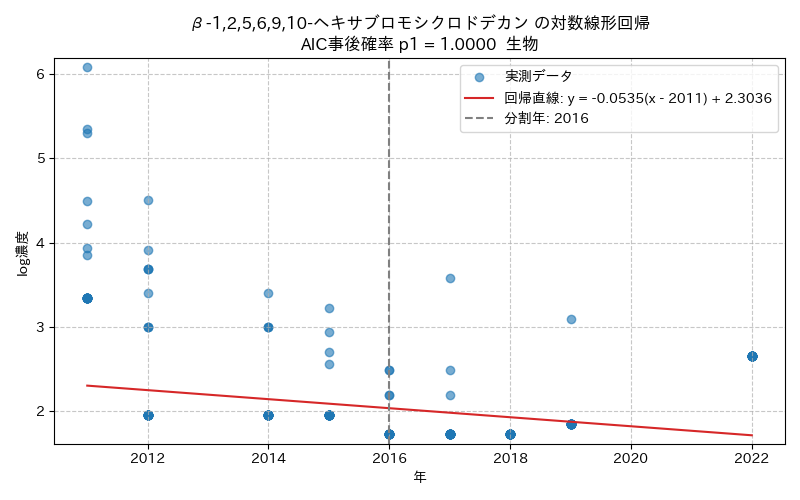 β-1,2,5,6,9,10-ヘキサブロモシクロドデカン の対数線形回帰
AIC事後確率 p1 = 1.0000 生物
実測データ
回帰直線: y = -0.0535(x - 2011) + 2.3036
分割年: 2016
log濃度
6
5
4
3
2
2012
2014
2016
2018
2020
2022
年